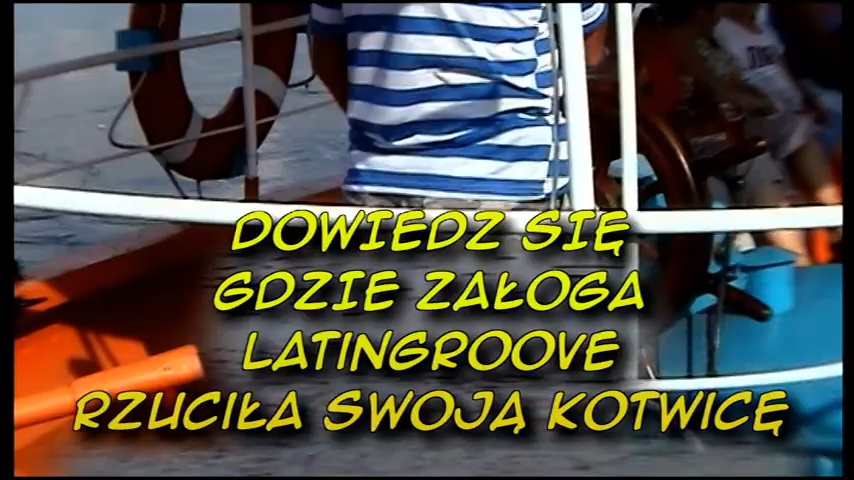 DOWIEDZ SIĘ
GDZIE ZAŁOGA
LATINGROOVE
RZUCIŁA SWOJĄ KOTWICĘ